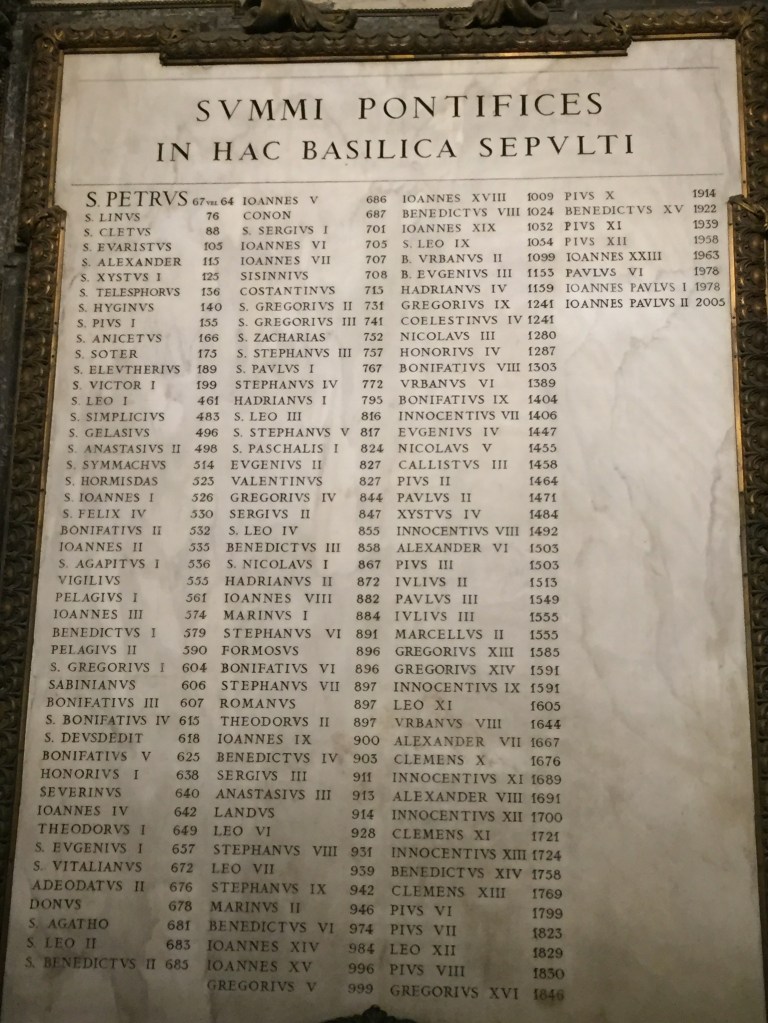 SVMMI PONTIFICES
IN HAC BASILICA SEPVLTI
S. PETRVS 67 VEL 64
S. LINVS 76
S. CLETVS 88
S. EVARISTVS 105
S. ALEXANDER 115
S. XYSTVS I 125
S. TELESPHORVS 136
S. HYGINVS 140
S. PIVS I 155
S. ANICETVS 166
S. SOTER 175
S. ELEVTHERIVS 189
S. VICTOR I 199
S. LEO I 461
S. SIMPLICIVS 483
S. GELASIVS 496
S. ANASTASIVS II 498
S. SYMMACHVS 514
S. HORMISDAS 523
S. IOANNES I 526
S. FELIX IV 530
BONIFATIVS II 532
IOANNES II 535
S. AGAPITVS I 536
VIGILIVS 555
PELAGIVS I 561
IOANNES III 574
BENEDICTVS I 579
PELAGIVS II 590
S. GREGORIVS I 604
SABINIANVS 606
BONIFATIVS III 607
S. BONIFATIVS IV 615
S. DEVSDEDIT 618
BONIFATIVS V 625
HONORIVS I 638
SEVERINVS 640
IOANNES IV 642
THEODORVS I 649
S. EVGENIVS I 657
S. VITALIANVS 672
ADEODATVS II 676
DONVS 678
S. AGATHO 681
S. LEO II 683
S. BENEDICTVS II 685
IOANNES V 686
CONON 687
S. SERGIVS I 701
IOANNES VI 705
IOANNES VII 707
SISINNIVS 708
COSTANTINVS 715
S. GREGORIVS II 731
S. GREGORIVS III 741
S. ZACHARIAS 752
S. STEPHANVS III 757
S. PAVLVS I 767
STEPHANVS IV 772
HADRIANVS I 795
S. LEO III 816
S. STEPHANVS V 817
S. PASCHALIS I 824
EVGENIVS II 827
VALENTINVS 827
GREGORIVS IV 844
SERGIVS II 847
S. LEO IV 855
BENEDICTVS III 858
S. NICOLAVS I 867
HADRIANVS II 872
IOANNES VIII 882
MARINVS I 884
STEPHANVS VI 891
FORMOSVS 896
BONIFATIVS VI 896
STEPHANVS VII 897
ROMANVS 897
THEODORVS II 897
IOANNES IX 900
BENEDICTVS IV 903
SERGIVS III 911
ANASTASIVS III 913
LANDVS 914
LEO VI 928
STEPHANVS VIII 931
LEO VII 939
STEPHANVS IX 942
MARINVS II 946
BENEDICTVS VI 974
IOANNES XIV 984
IOANNES XV 996
GREGORIVS V 999
IOANNES XVIII 1009
BENEDICTVS VIII 1024
IOANNES XIX 1032
S. LEO IX 1054
B. VRBANVS II 1099
B. EVGENIVS III 1153
HADRIANVS IV 1159
GREGORIVS IX 1241
COELESTINVS IV 1241
NICOLAVS III 1280
HONORIVS IV 1287
BONIFATIVS VIII 1303
VRBANVS VI 1389
BONIFATIVS IX 1404
INNOCENTIVS VII 1406
EVGENIVS IV 1447
NICOLAVS V 1455
CALLISTVS III 1458
PIVS II 1464
PAVLVS II 1471
XYSTVS IV 1484
INNOCENTIVS VIII 1492
ALEXANDER VI 1503
PIVS III 1503
IVLIVS II 1513
PAVLVS III 1549
IVLIVS III 1555
MARCELLVS II 1555
GREGORIVS XIII 1585
GREGORIVS XIV 1591
INNOCENTIVS IX 1591
LEO XI 1605
VRBANVS VIII 1644
ALEXANDER VII 1667
CLEMENS X 1676
INNOCENTIVS XI 1689
ALEXANDER VIII 1691
INNOCENTIVS XII 1700
CLEMENS XI 1721
INNOCENTIVS XIII 1724
BENEDICTVS XIV 1758
CLEMENS XIII 1769
PIVS VI 1799
PIVS VII 1823
LEO XII 1829
PIVS VIII 1830
GREGORIVS XVI 1846
PIVS X 1914
BENEDICTVS XV 1922
PIVS XI 1939
PIVS XII 1958
IOANNES XXIII 1963
PAVLVS VI 1978
IOANNES PAVLVS I 1978
IOANNES PAVLVS II 2005